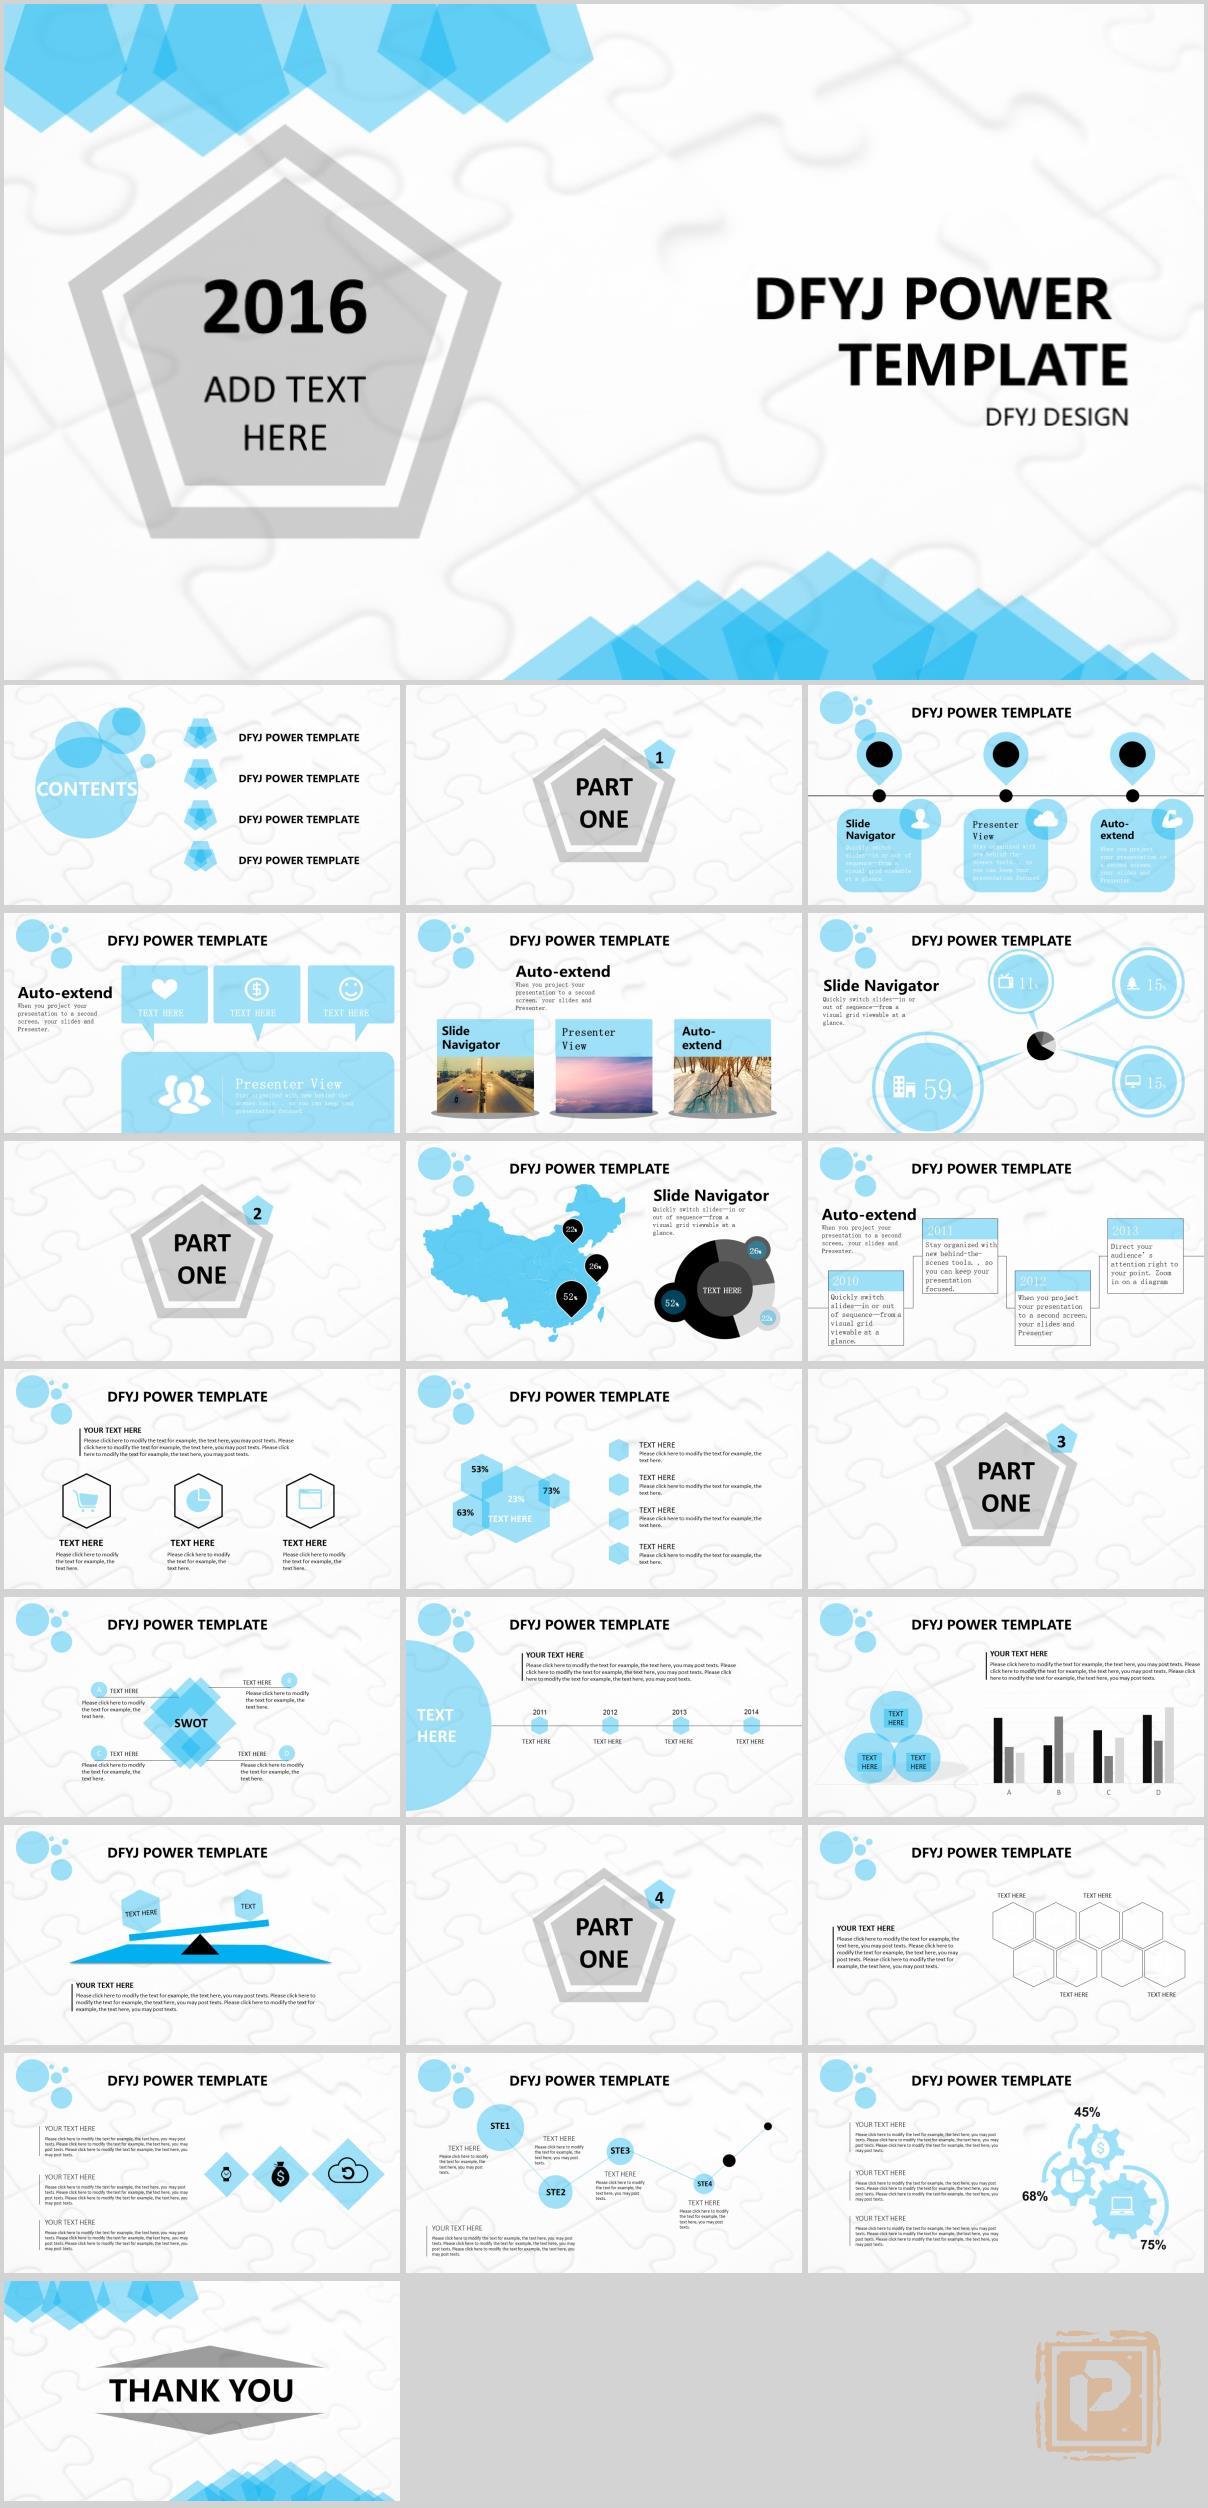 2016
ADD TEXT
HERE
DFYJ POWER
TEMPLATE
DFYJ DESIGN
CONTENTS
DFYJ POWER TEMPLATE
DFYJ POWER TEMPLATE
DFYJ POWER TEMPLATE
DFYJ POWER TEMPLATE
1
PART
ONE
DFYJ POWER TEMPLATE
Slide
Navigator
Quickly switch
slides—in or out of
sequence—from a
visual grid viewable
at a glance.
Presenter
View
Stay organized with
new behind-the-
scenes tools. . so
you can keep your
presentation focused
Auto-
extend
When you project
your presentation to
a second screen,
your slides and
Presenter
DFYJ POWER TEMPLATE
Auto-extend
When you project your
presentation to a second
screen, your slides and
Presenter.
TEXT HERE
TEXT HERE
TEXT HERE
Presenter View
Stay organized with new behind-the-
scenes tools. . so you can keep your
presentation focused
DFYJ POWER TEMPLATE
Auto-extend
When you project your
presentation to a second
screen, your slides and
Presenter.
Slide
Navigator
Presenter
View
Auto-
extend
DFYJ POWER TEMPLATE
Slide Navigator
Quickly switch slides—in or
out of sequence—from a
visual grid viewable at a
glance.
11%
15%
59%
15%
2
PART
ONE
DFYJ POWER TEMPLATE
22%
26%
52%
Slide Navigator
Quickly switch slides—in or
out of sequence—from a
visual grid viewable at a
glance.
26%
TEXT HERE
52%
22%
DFYJ POWER TEMPLATE
Auto-extend
When you project your
presentation to a second
screen, your slides and
Presenter.
2010
Quickly switch
slides—in or out
of sequence—from a
visual grid
viewable at a
glance.
2011
Stay organized with
new behind-the-
scenes tools. . so
you can keep your
presentation
focused.
2012
When you project
your presentation
to a second screen,
your slides and
Presenter
2013
Direct your
audience’s
attention right to
your point. Zoom
in on a diagram
DFYJ POWER TEMPLATE
YOUR TEXT HERE
Please click here to modify the text for example, the text here, you may post texts. Please
click here to modify the text for example, the text here, you may post texts. Please click
here to modify the text for example, the text here, you may post texts.
TEXT HERE
Please click here to modify
the text for example, the
text here.
TEXT HERE
Please click here to modify
the text for example, the
text here.
TEXT HERE
Please click here to modify
the text for example, the
text here.
DFYJ POWER TEMPLATE
53%
23%
73%
63%
TEXT HERE
TEXT HERE
Please click here to modify the text for example, the
text here.
TEXT HERE
Please click here to modify the text for example, the
text here.
TEXT HERE
Please click here to modify the text for example, the
text here.
TEXT HERE
Please click here to modify the text for example, the
text here.
3
PART
ONE
DFYJ POWER TEMPLATE
A
TEXT HERE
Please click here to modify
the text for example, the
text here.
TEXT HERE
B
Please click here to modify
the text for example, the
text here.
SWOT
C
TEXT HERE
Please click here to modify
the text for example, the
text here.
TEXT HERE
D
Please click here to modify
the text for example, the
text here.
DFYJ POWER TEMPLATE
YOUR TEXT HERE
Please click here to modify the text for example, the text here, you may post texts. Please
click here to modify the text for example, the text here, you may post texts. Please click
here to modify the text for example, the text here, you may post texts.
TEXT
HERE
2011
2012
2013
2014
TEXT HERE
TEXT HERE
TEXT HERE
TEXT HERE
DFYJ POWER TEMPLATE
YOUR TEXT HERE
Please click here to modify the text for example, the text here, you may post texts. Please
click here to modify the text for example, the text here, you may post texts. Please click
here to modify the text for example, the text here, you may post texts.
TEXT
HERE
TEXT
HERE
TEXT
HERE
A
B
C
D
DFYJ POWER TEMPLATE
TEXT HERE
TEXT
YOUR TEXT HERE
Please click here to modify the text for example, the text here, you may post texts. Please click here to
modify the text for example, the text here, you may post texts. Please click here to modify the text for
example, the text here, you may post texts.
4
PART
ONE
DFYJ POWER TEMPLATE
YOUR TEXT HERE
Please click here to modify the text for example, the
text here, you may post texts. Please click here to
modify the text for example, the text here, you may
post texts. Please click here to modify the text for
example, the text here, you may post texts.
TEXT HERE
TEXT HERE
TEXT HERE
TEXT HERE
DFYJ POWER TEMPLATE
YOUR TEXT HERE
Please click here to modify the text for example, the text here, you may post
texts. Please click here to modify the text for example, the text here, you may
post texts. Please click here to modify the text for example, the text here, you
may post texts.
YOUR TEXT HERE
Please click here to modify the text for example, the text here, you may post
texts. Please click here to modify the text for example, the text here, you may
post texts. Please click here to modify the text for example, the text here, you
may post texts.
YOUR TEXT HERE
Please click here to modify the text for example, the text here, you may post
texts. Please click here to modify the text for example, the text here, you may
post texts. Please click here to modify the text for example, the text here, you
may post texts.
DFYJ POWER TEMPLATE
STE1
TEXT HERE
Please click here to modify
the text for example, the
text here, you may post
texts.
TEXT HERE
Please click here to modify
the text for example, the
text here, you may post
texts.
STE2
STE3
TEXT HERE
Please click here to modify
the text for example, the
text here, you may post
texts.
STE4
TEXT HERE
Please click here to modify
the text for example, the
text here, you may post
texts.
YOUR TEXT HERE
Please click here to modify the text for example, the text here, you may post
texts. Please click here to modify the text for example, the text here, you may
post texts. Please click here to modify the text for example, the text here, you
may post texts.
DFYJ POWER TEMPLATE
YOUR TEXT HERE
Please click here to modify the text for example, the text here, you may post
texts. Please click here to modify the text for example, the text here, you may
post texts. Please click here to modify the text for example, the text here, you
may post texts.
YOUR TEXT HERE
Please click here to modify the text for example, the text here, you may post
texts. Please click here to modify the text for example, the text here, you may
post texts. Please click here to modify the text for example, the text here, you
may post texts.
YOUR TEXT HERE
Please click here to modify the text for example, the text here, you may post
texts. Please click here to modify the text for example, the text here, you may
post texts. Please click here to modify the text for example, the text here, you
may post texts.
45%
68%
75%
THANK YOU
P